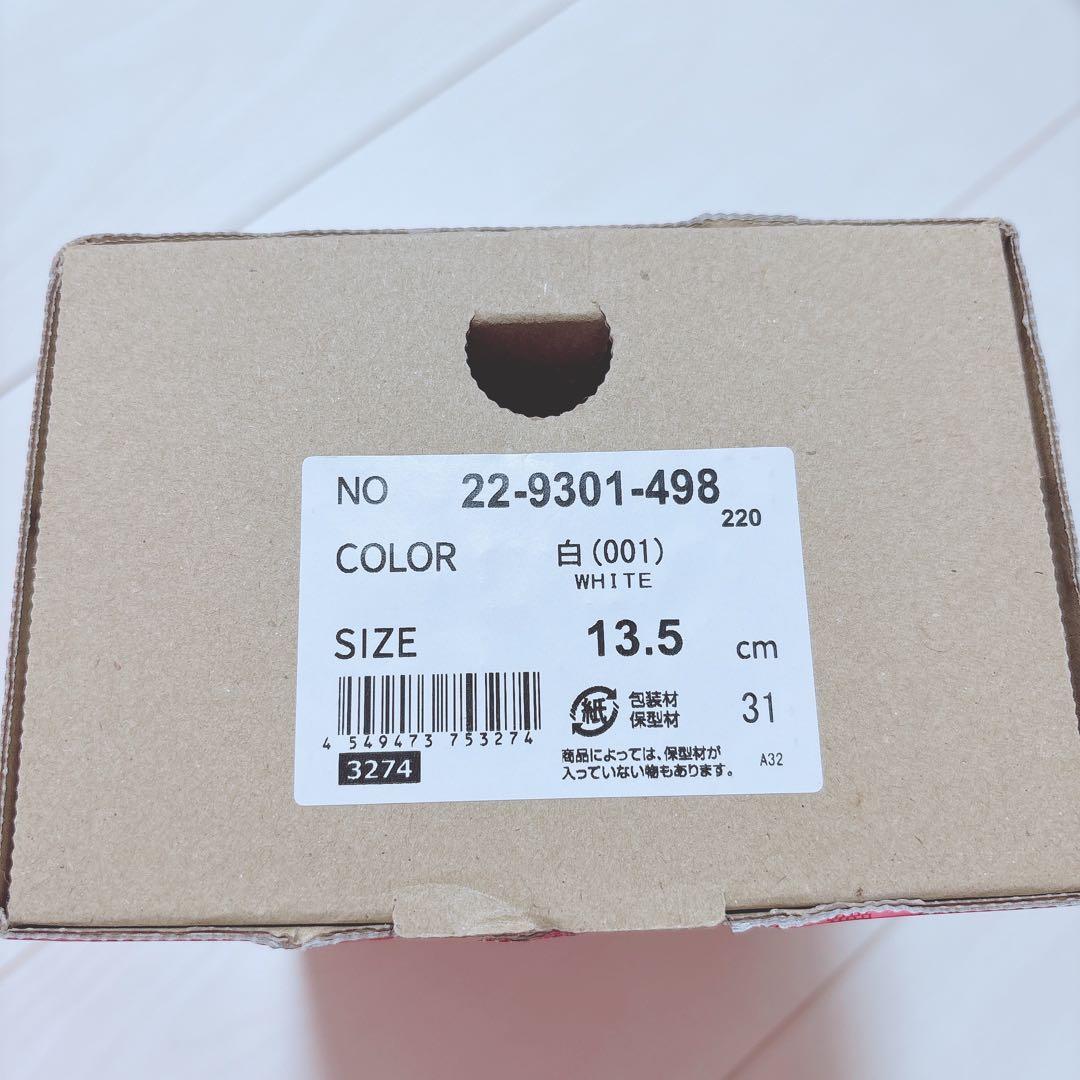 NO 22-9301-498
220
COLOR 白(001)
WHITE
SIZE 13.5 cm
紙 包装材
保型材 31
4 549473 753274
3274
商品によっては、保型材が
入っていない物もあります。 A32